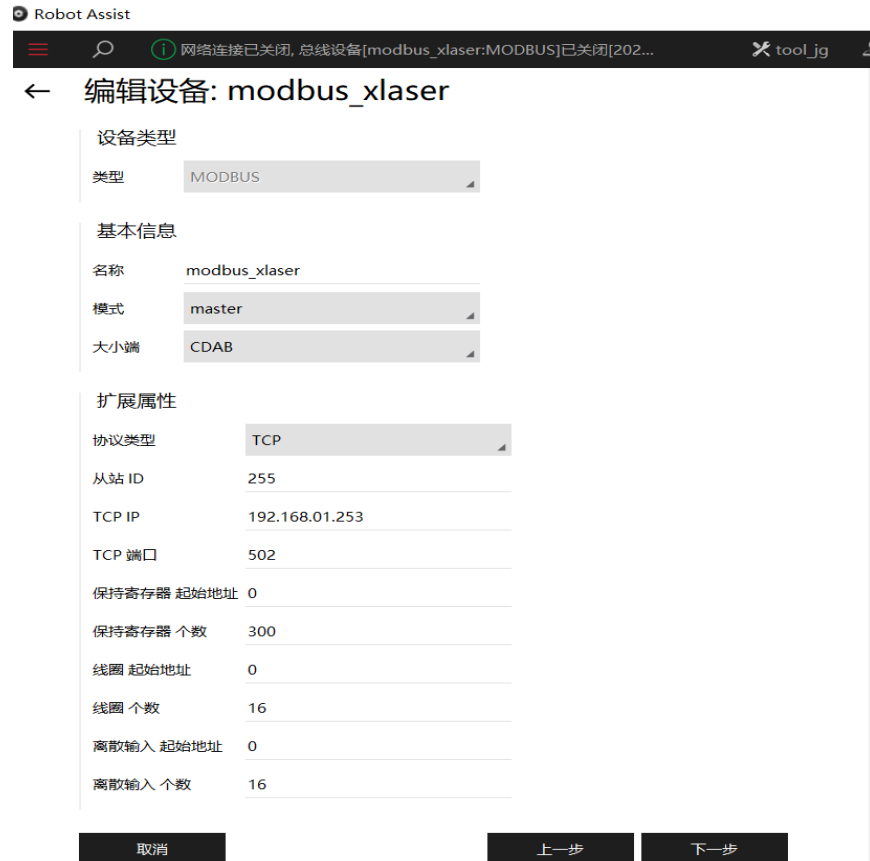 Robot Assist
网络连接已关闭, 总线设备[modbus_xlaser:MODBUS]已关闭[202... tool_jg
编辑设备: modbus_xlaser
设备类型
类型 MODBUS
基本信息
名称 modbus_xlaser
模式 master
大小端 CDAB
扩展属性
协议类型 TCP
从站 ID 255
TCP IP 192.168.01.253
TCP 端口 502
保持寄存器 起始地址 0
保持寄存器 个数 300
线圈 起始地址 0
线圈 个数 16
离散输入 起始地址 0
离散输入 个数 16
取消 上一步 下一步